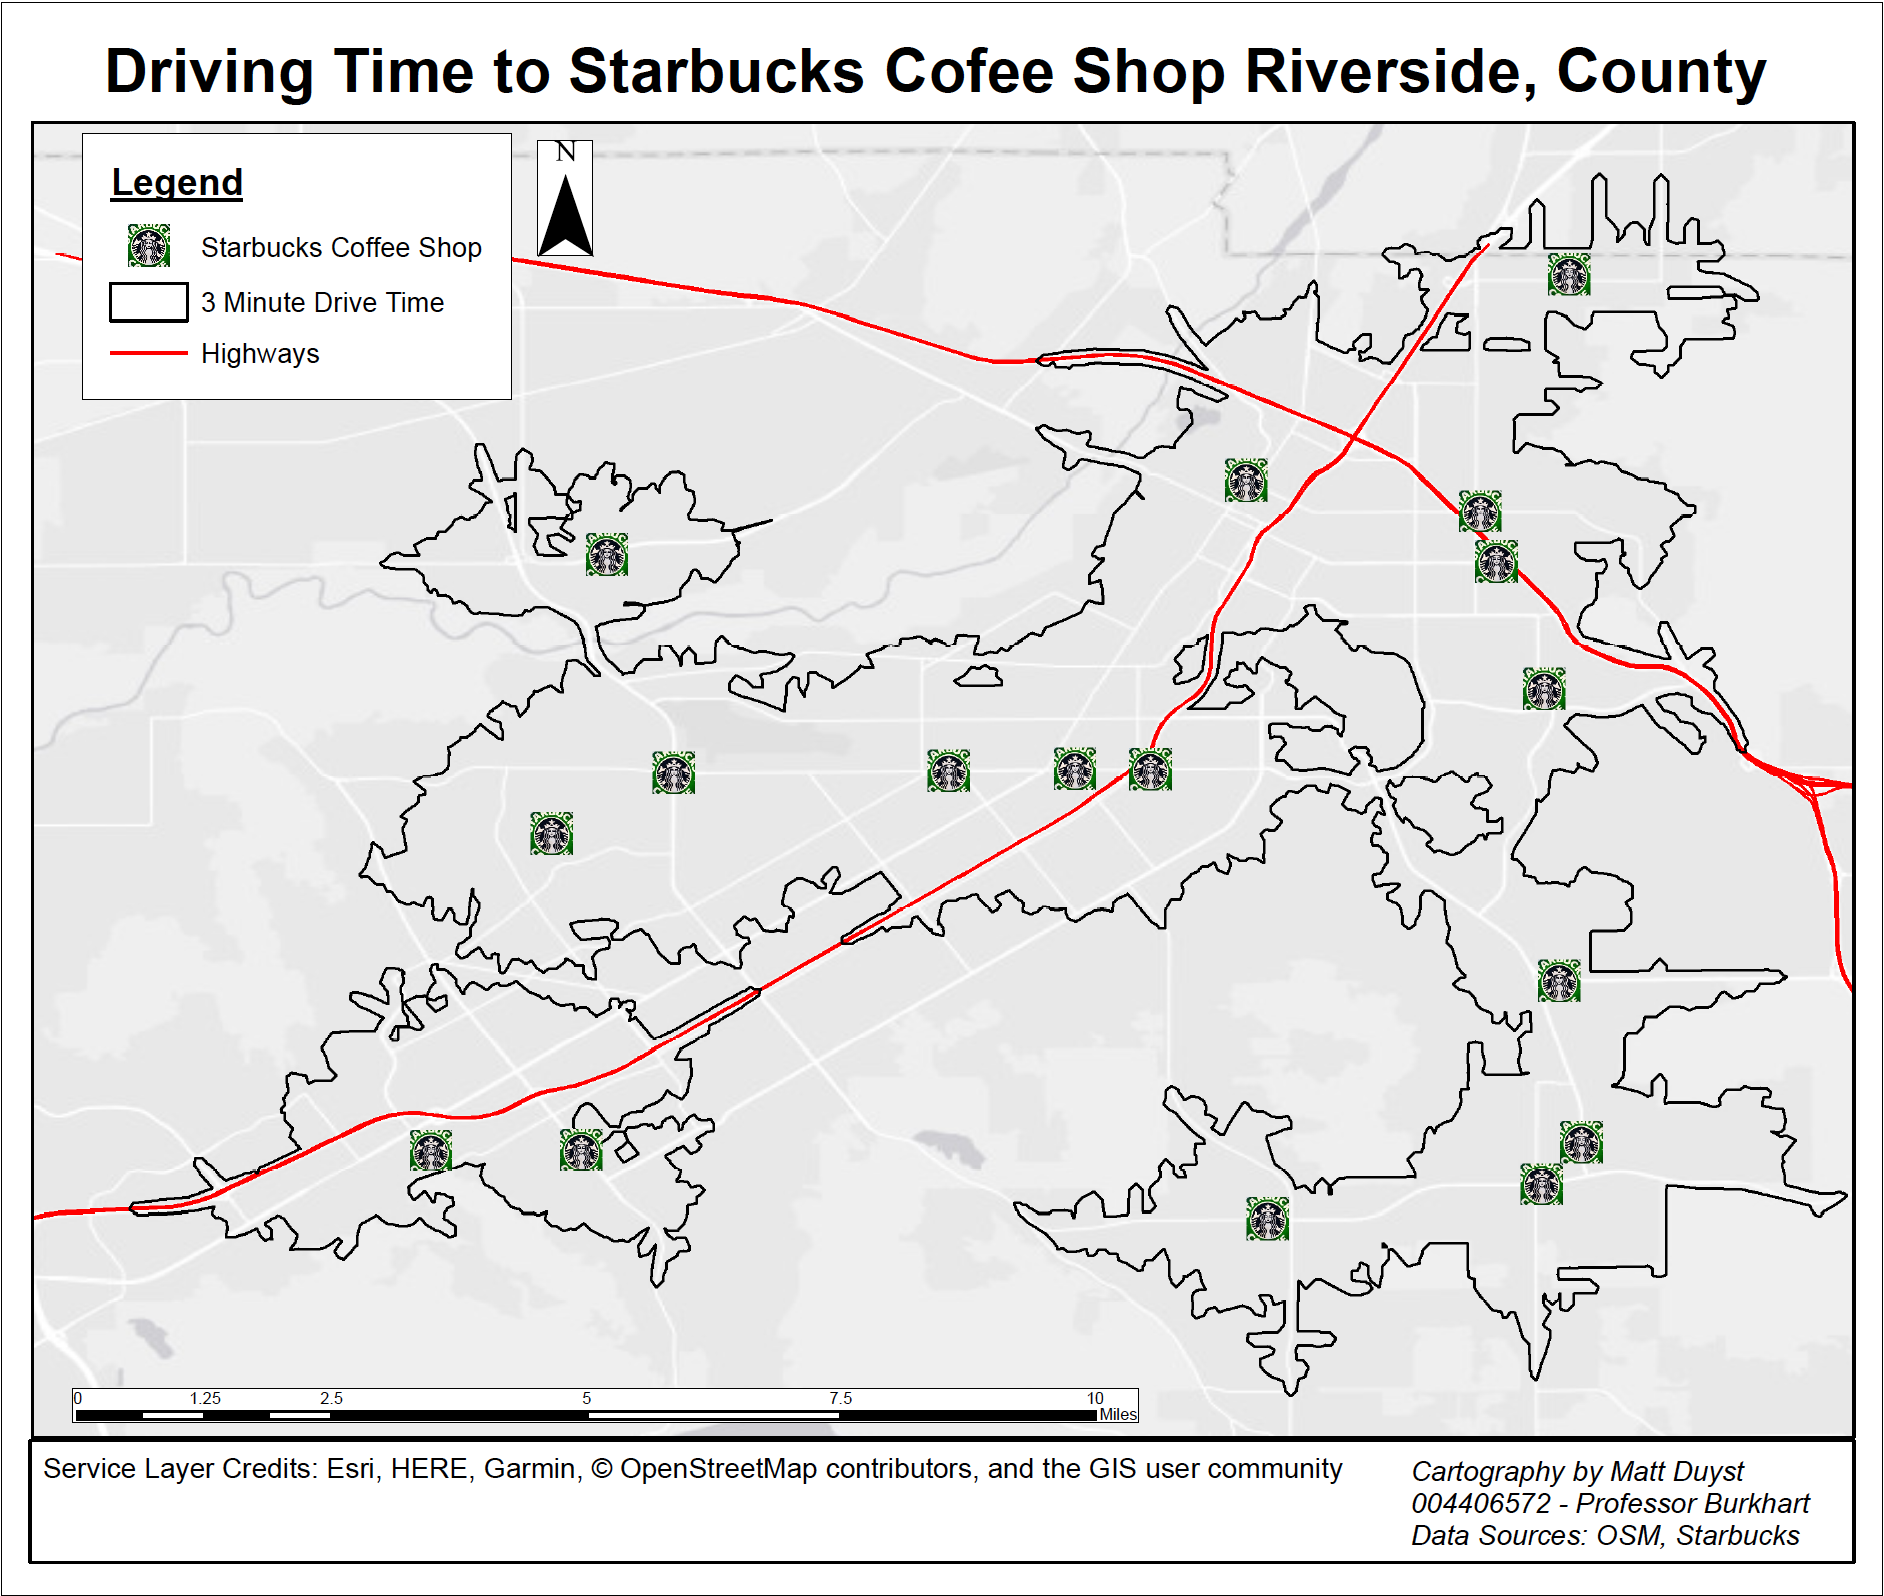 Driving Time to Starbucks Cofee Shop Riverside, County
Legend
N
Starbucks Coffee Shop
3 Minute Drive Time
Highways
0 1.25 2.5 5 7.5 10
Miles
Service Layer Credits: Esri, HERE, Garmin, © OpenStreetMap contributors, and the GIS user community
Cartography by Matt Duyst
004406572 - Professor Burkhart
Data Sources: OSM, Starbucks